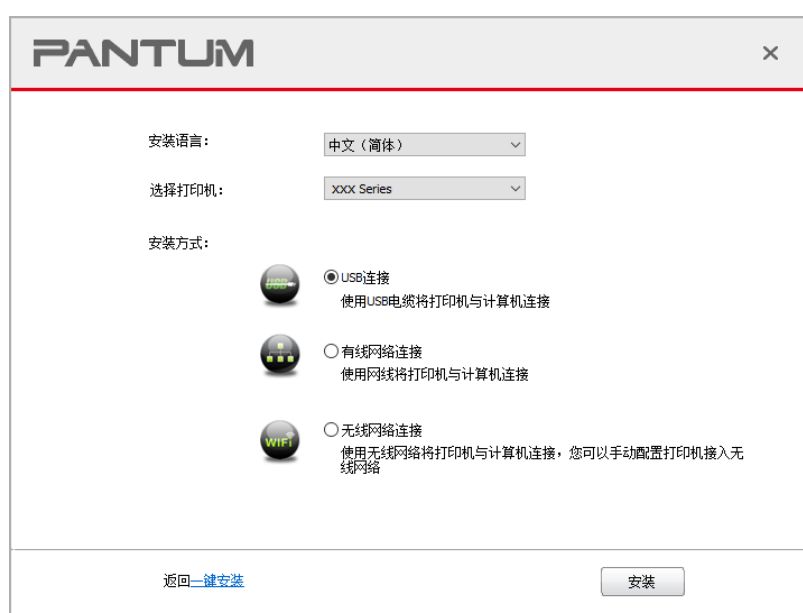 PANTUM
安装语言：
中文（简体）
选择打印机：
XXX Series
安装方式：
USB
USB连接
使用USB电缆将打印机与计算机连接
有线网络连接
使用网线将打印机与计算机连接
WiFi
无线网络连接
使用无线网络将打印机与计算机连接，您可以手动配置打印机接入无
线网络
返回一键安装
安装